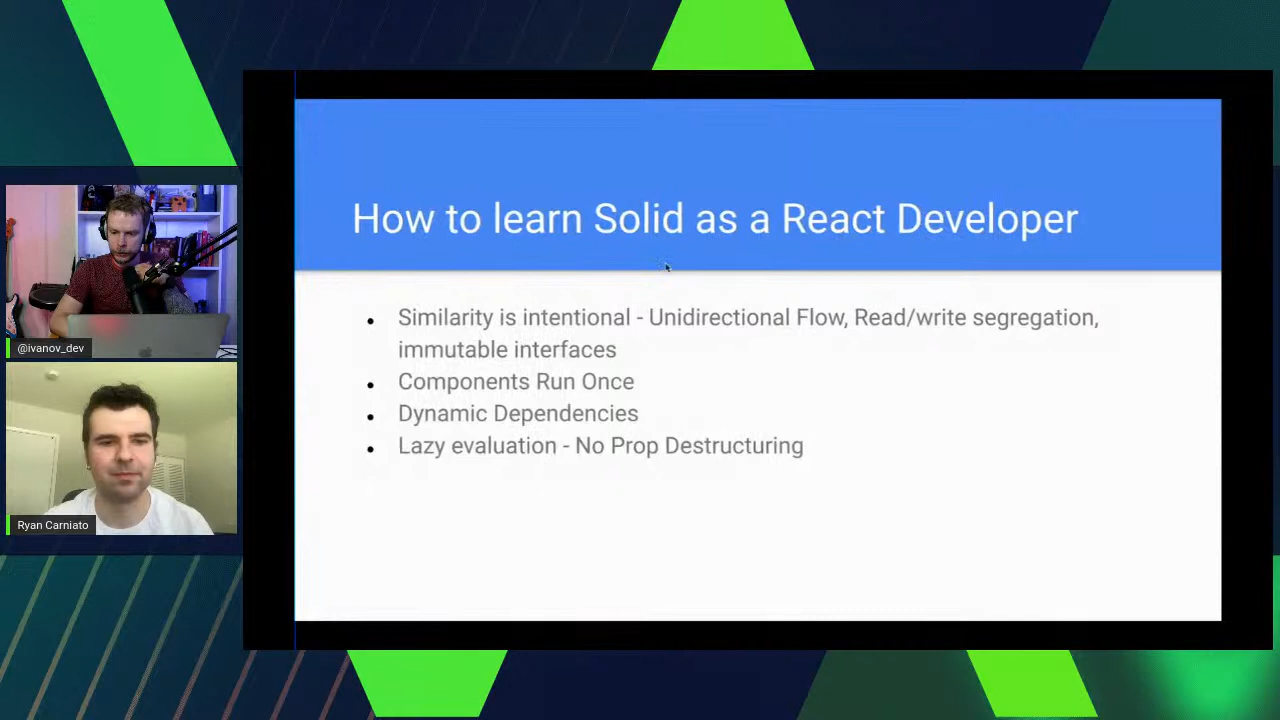 How to learn Solid as a React Developer
Similarity is intentional - Unidirectional Flow, Read/write segregation,
immutable interfaces
Components Run Once
Dynamic Dependencies
Lazy evaluation - No Prop Destructuring
@ivanov_dev
Ryan Carniato